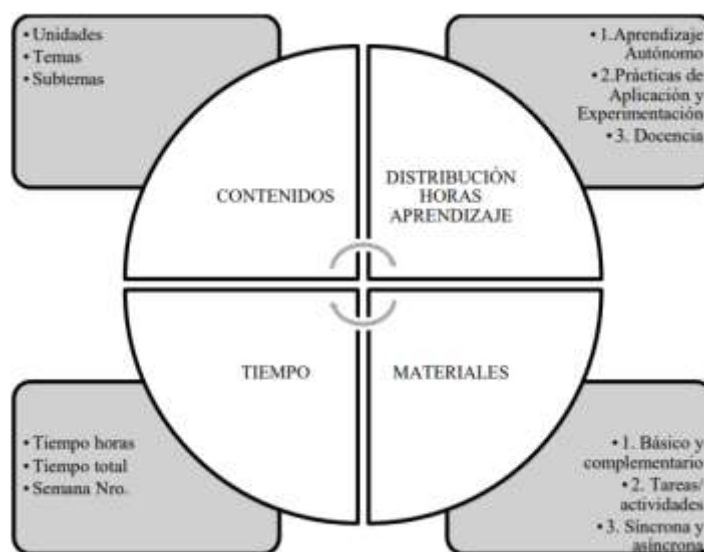 • Unidades
• Temas
• Subtemas
• 1.Aprendizaje
Autónomo
• 2.Prácticas de
Aplicación y
Experimentación
• 3. Docencia
CONTENIDOS
DISTRIBUCIÓN
HORAS
APRENDIZAJE
TIEMPO
MATERIALES
• Tiempo horas
• Tiempo total
• Semana Nro.
• 1. Básico y
complementario
• 2. Tareas/
actividades
• 3. Síncrona y
asíncrona